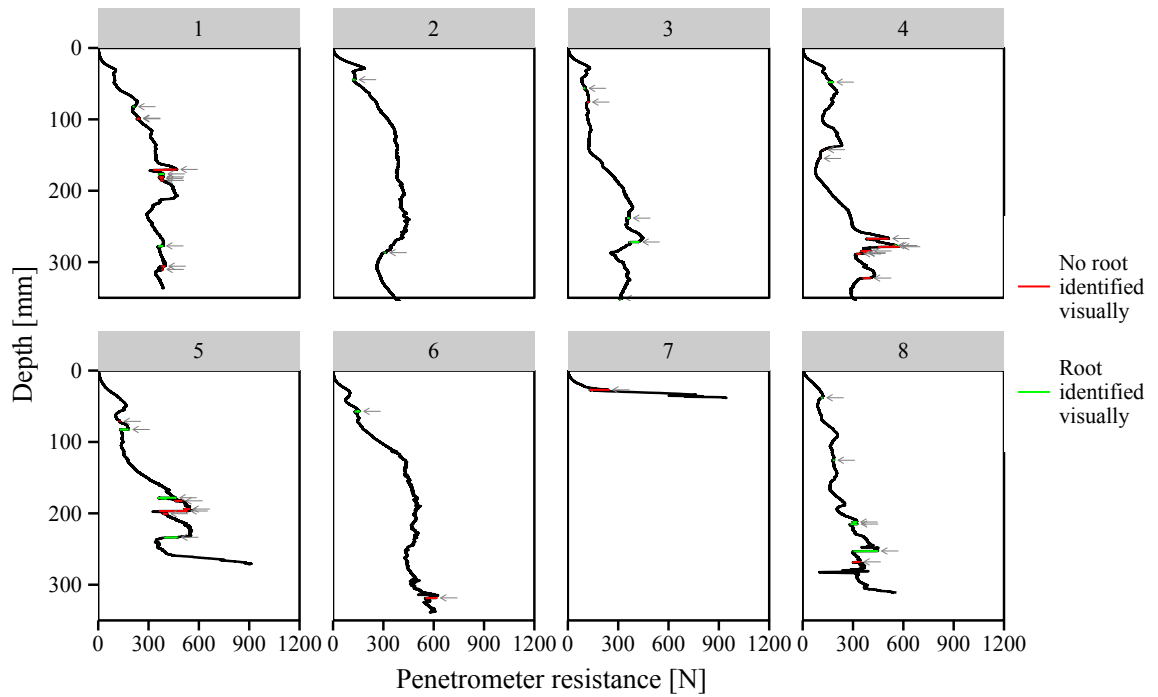 1 2 3 4
0
100
200
300
5 6 7 8
0
100
200
300
0 300 600 900 1200 0 300 600 900 1200 0 300 600 900 1200 0 300 600 900 1200
Depth [mm]
Penetrometer resistance [N]
No root
identified
visually
Root
identified
visually